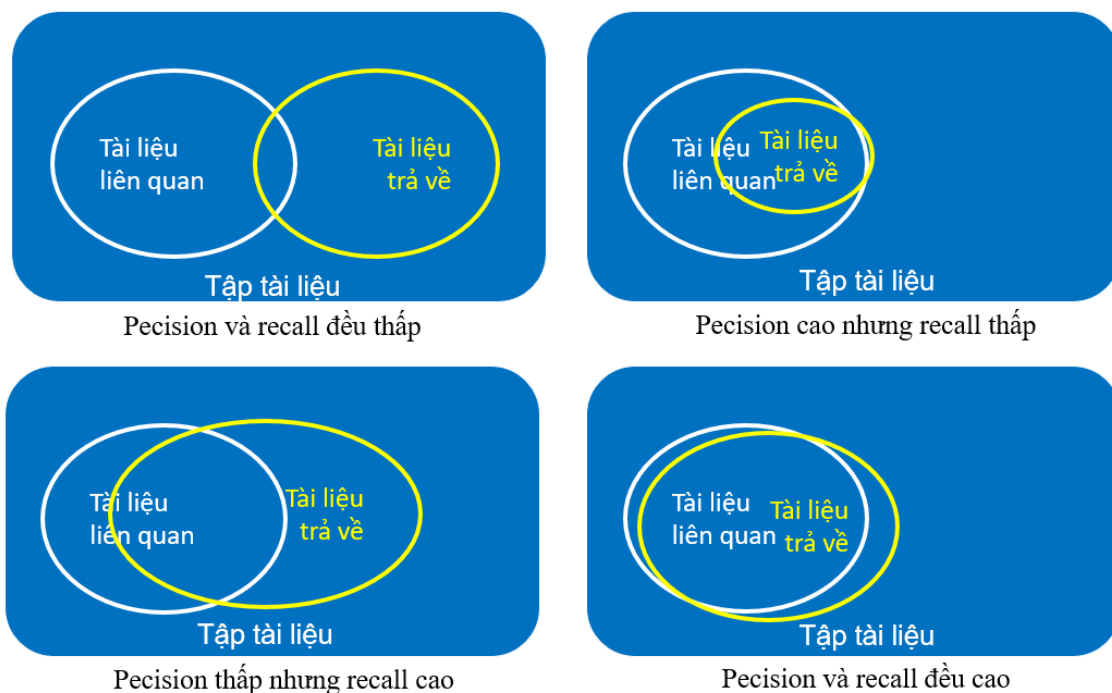 Tài liệu
liên quan
Tài liệu
trả về
Tập tài liệu
Pecision và recall đều thấp
Tài liệu
liên quan
Tài liệu
trả về
Tập tài liệu
Pecision cao nhưng recall thấp
Tài liệu
liên quan
Tài liệu
trả về
Tập tài liệu
Pecision thấp nhưng recall cao
Tài liệu
liên quan
Tài liệu
trả về
Tập tài liệu
Pecision và recall đều cao